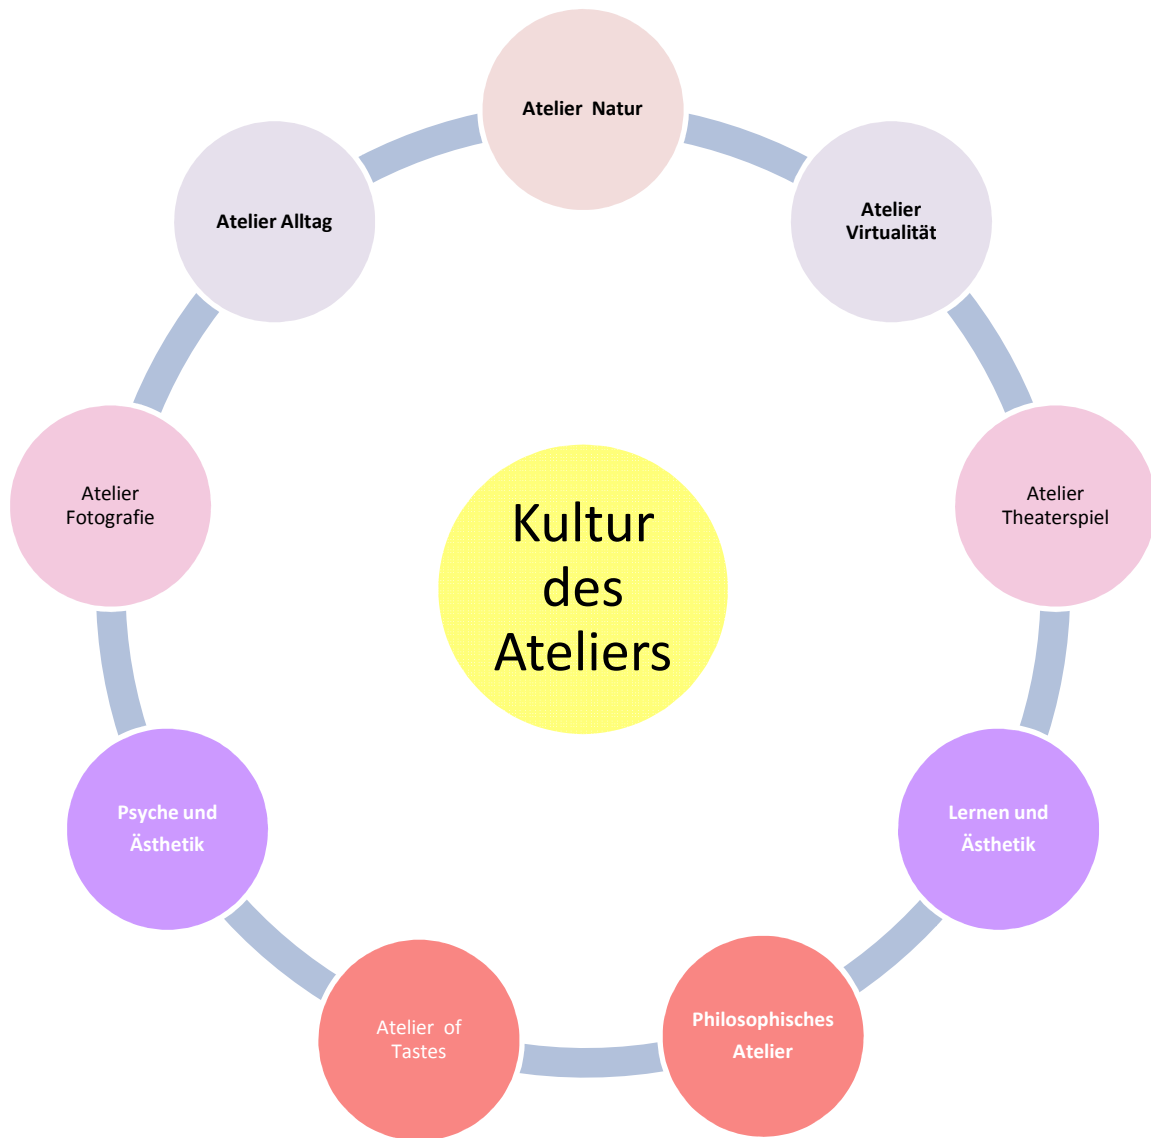 Atelier Natur
Atelier Alltag
Atelier
Virtualität
Atelier
Fotografie
Kultur
des
Ateliers
Atelier
Theaterspiel
Psyche und
Ästhetik
Lernen und
Ästhetik
Atelier of
Tastes
Philosophisches
Atelier